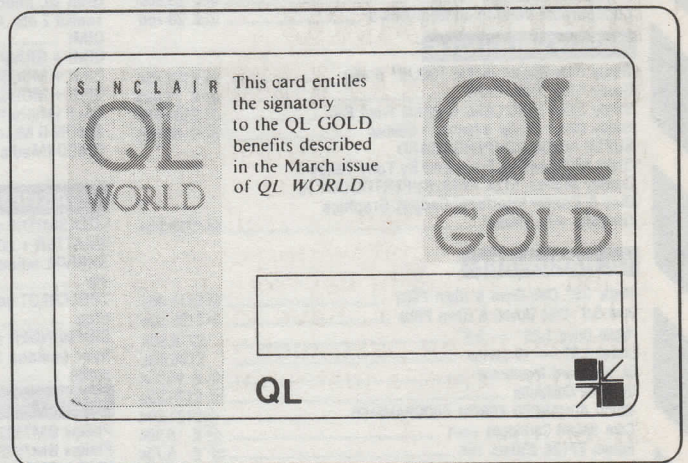 SINCLAIR
QL
WORLD
This card entitles
the signatory
to the QL GOLD
benefits described
in the March issue
of QL WORLD
QL
GOLD
QL